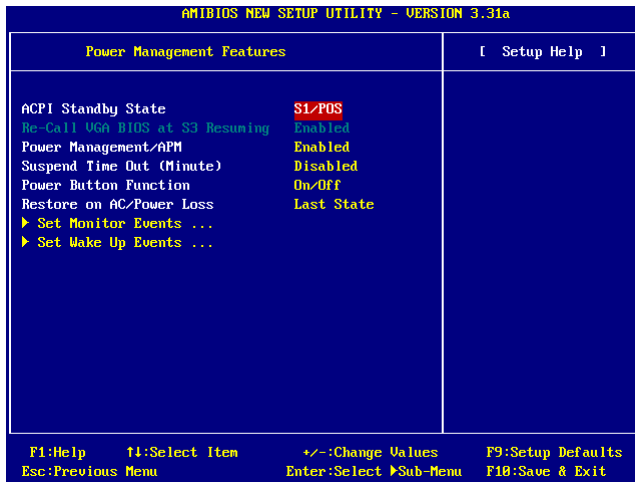 AMIBIOS NEW SETUP UTILITY - VERSION 3.31a
Power Management Features
[ Setup Help ]
ACPI Standby State S1/POS
Re-Call VGA BIOS at S3 Resuming Enabled
Power Management/APM Enabled
Suspend Time Out (Minute) Disabled
Power Button Function On/Off
Restore on AC/Power Loss Last State
▶ Set Monitor Events ...
▶ Set Wake Up Events ...
F1:Help ↑↓:Select Item +/-:Change Values F9:Setup Defaults
Esc:Previous Menu Enter:Select ▶Sub-Menu F10:Save & Exit